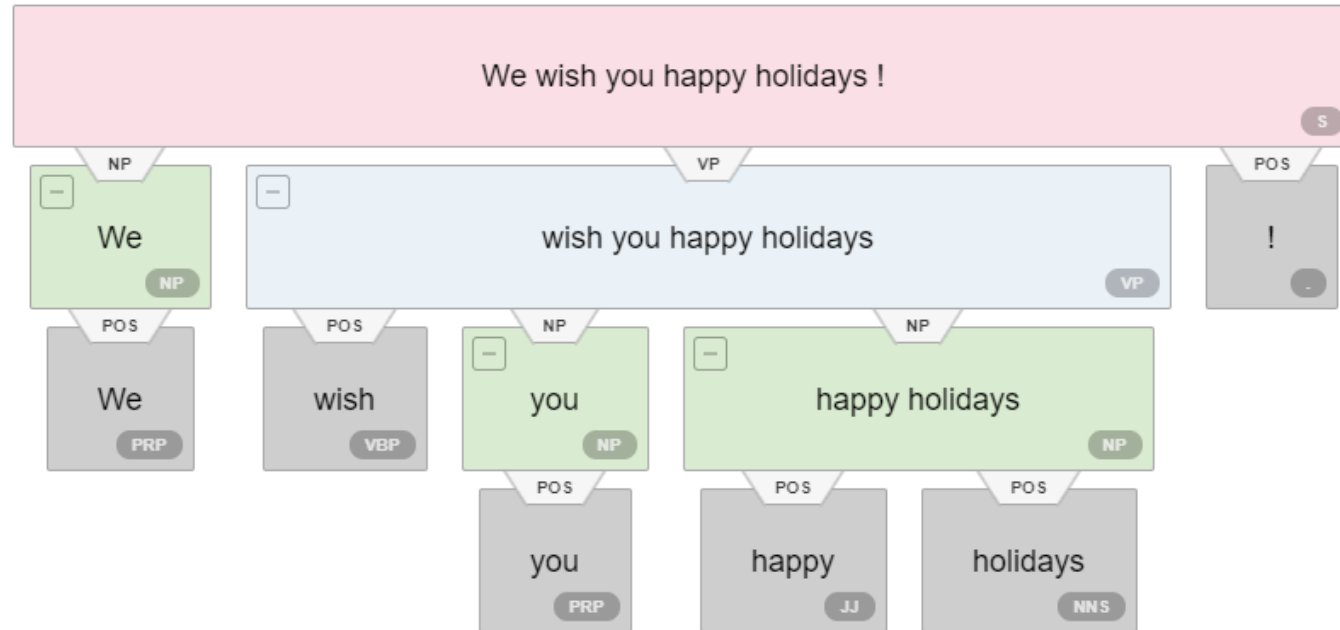 We wish you happy holidays !
S
NP VP POS
We wish you happy holidays !
NP VP .
POS POS NP NP
We wish you happy holidays
PRP VBP NP NP
POS POS POS
you happy holidays
PRP JJ NNS